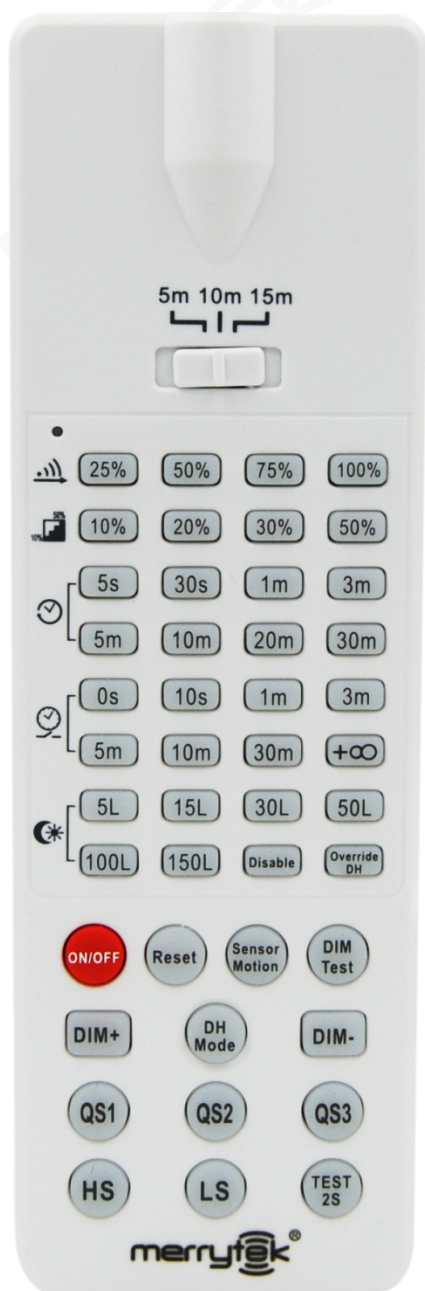 5m 10m 15m
25% 50% 75% 100%
50%
10%
10% 20% 30% 50%
5s 30s 1m 3m
5m 10m 20m 30m
0s 10s 1m 3m
5m 10m 30m +∞
5L 15L 30L 50L
100L 150L Disable Override
DH
ON/OFF Reset Sensor
Motion DIM
Test
DIM+ DH
Mode DIM-
QS1 QS2 QS3
HS LS TEST
2S
merrytek®